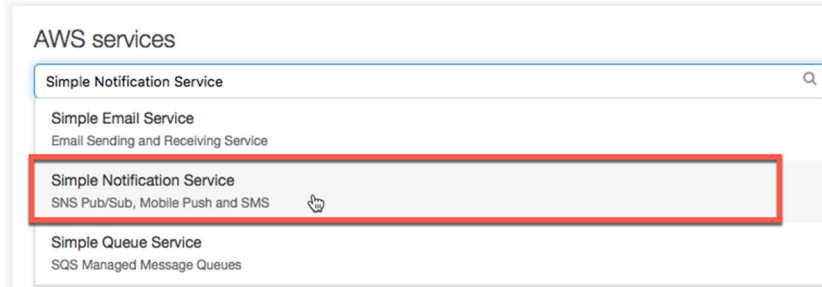 AWS services
Simple Notification Service
Simple Email Service
Email Sending and Receiving Service
Simple Notification Service
SNS Pub/Sub, Mobile Push and SMS
Simple Queue Service
SQS Managed Message Queues